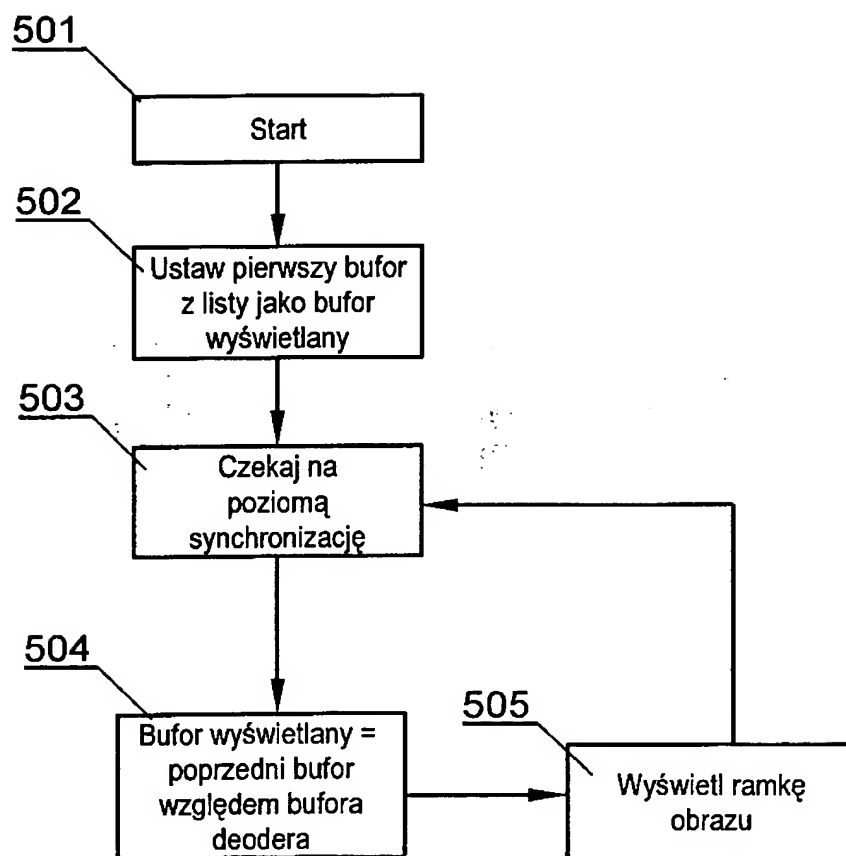 501
Start
502
Ustaw pierwszy bufor
z listy jako bufor
wyświetlany
503
Czekaj na
poziomą
synchronizację
504
Bufor wyświetlany =
poprzedni bufor
względem bufora
deodera
505
Wyświetl ramkę
obrazu